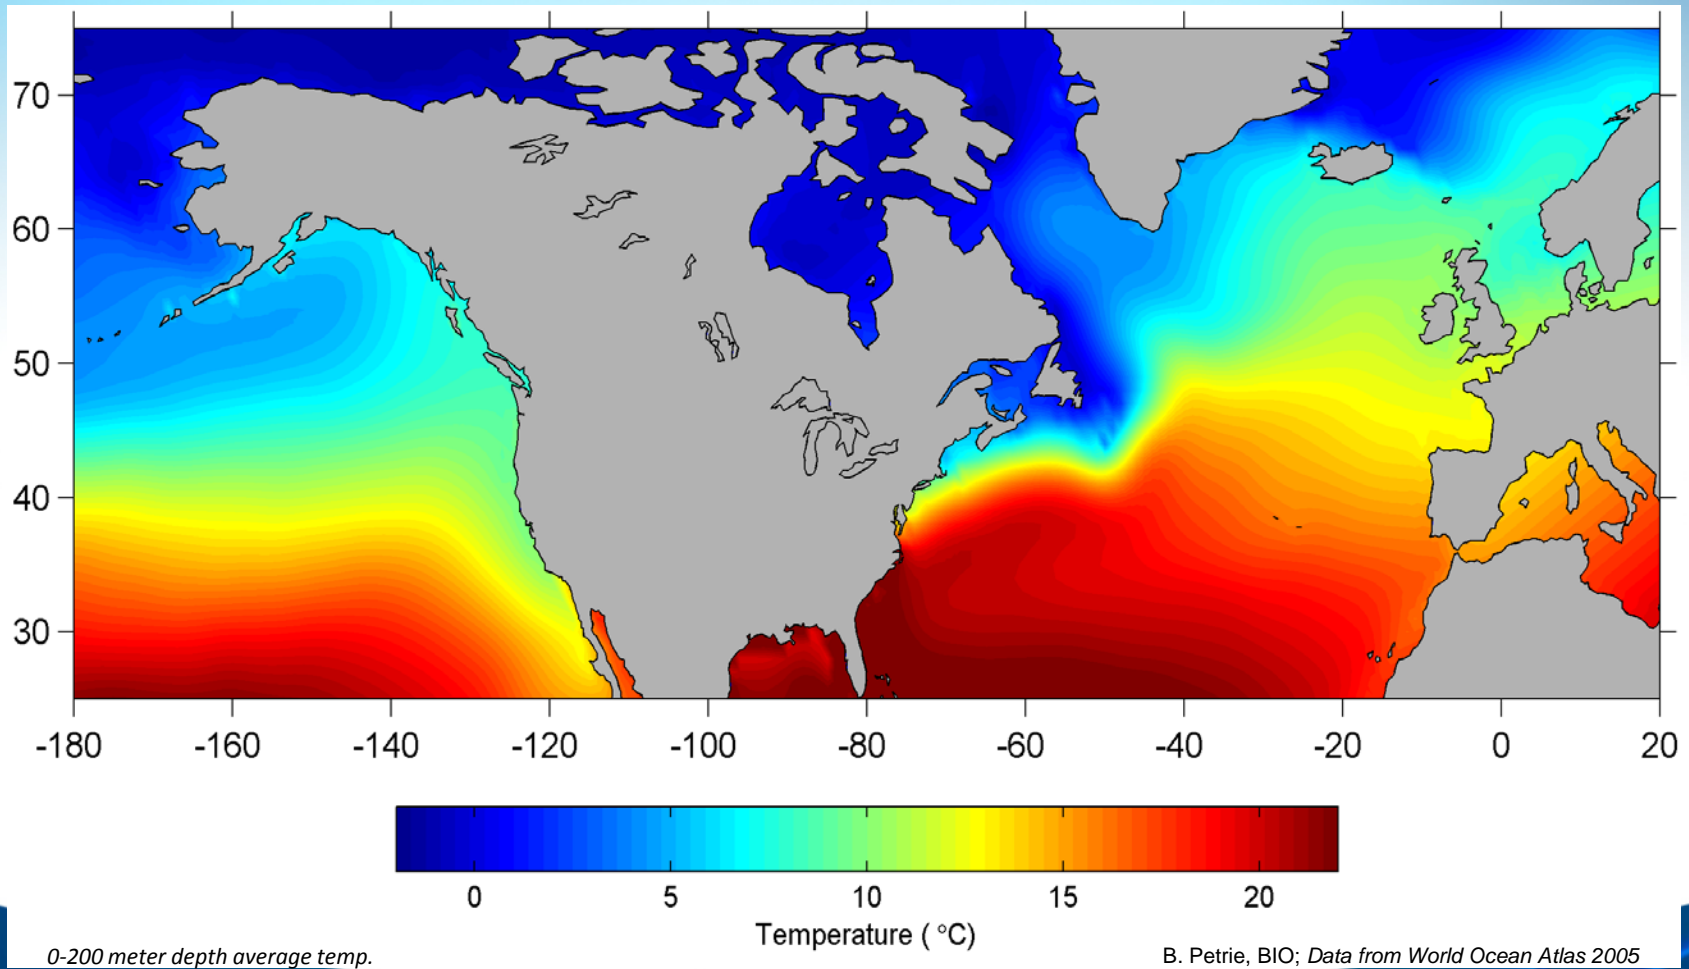 70
60
50
40
30
-180 -160 -140 -120 -100 -80 -60 -40 -20 0 20
0 5 10 15 20
Temperature ( °C)
0-200 meter depth average temp.
B. Petrie, BIO; Data from World Ocean Atlas 2005